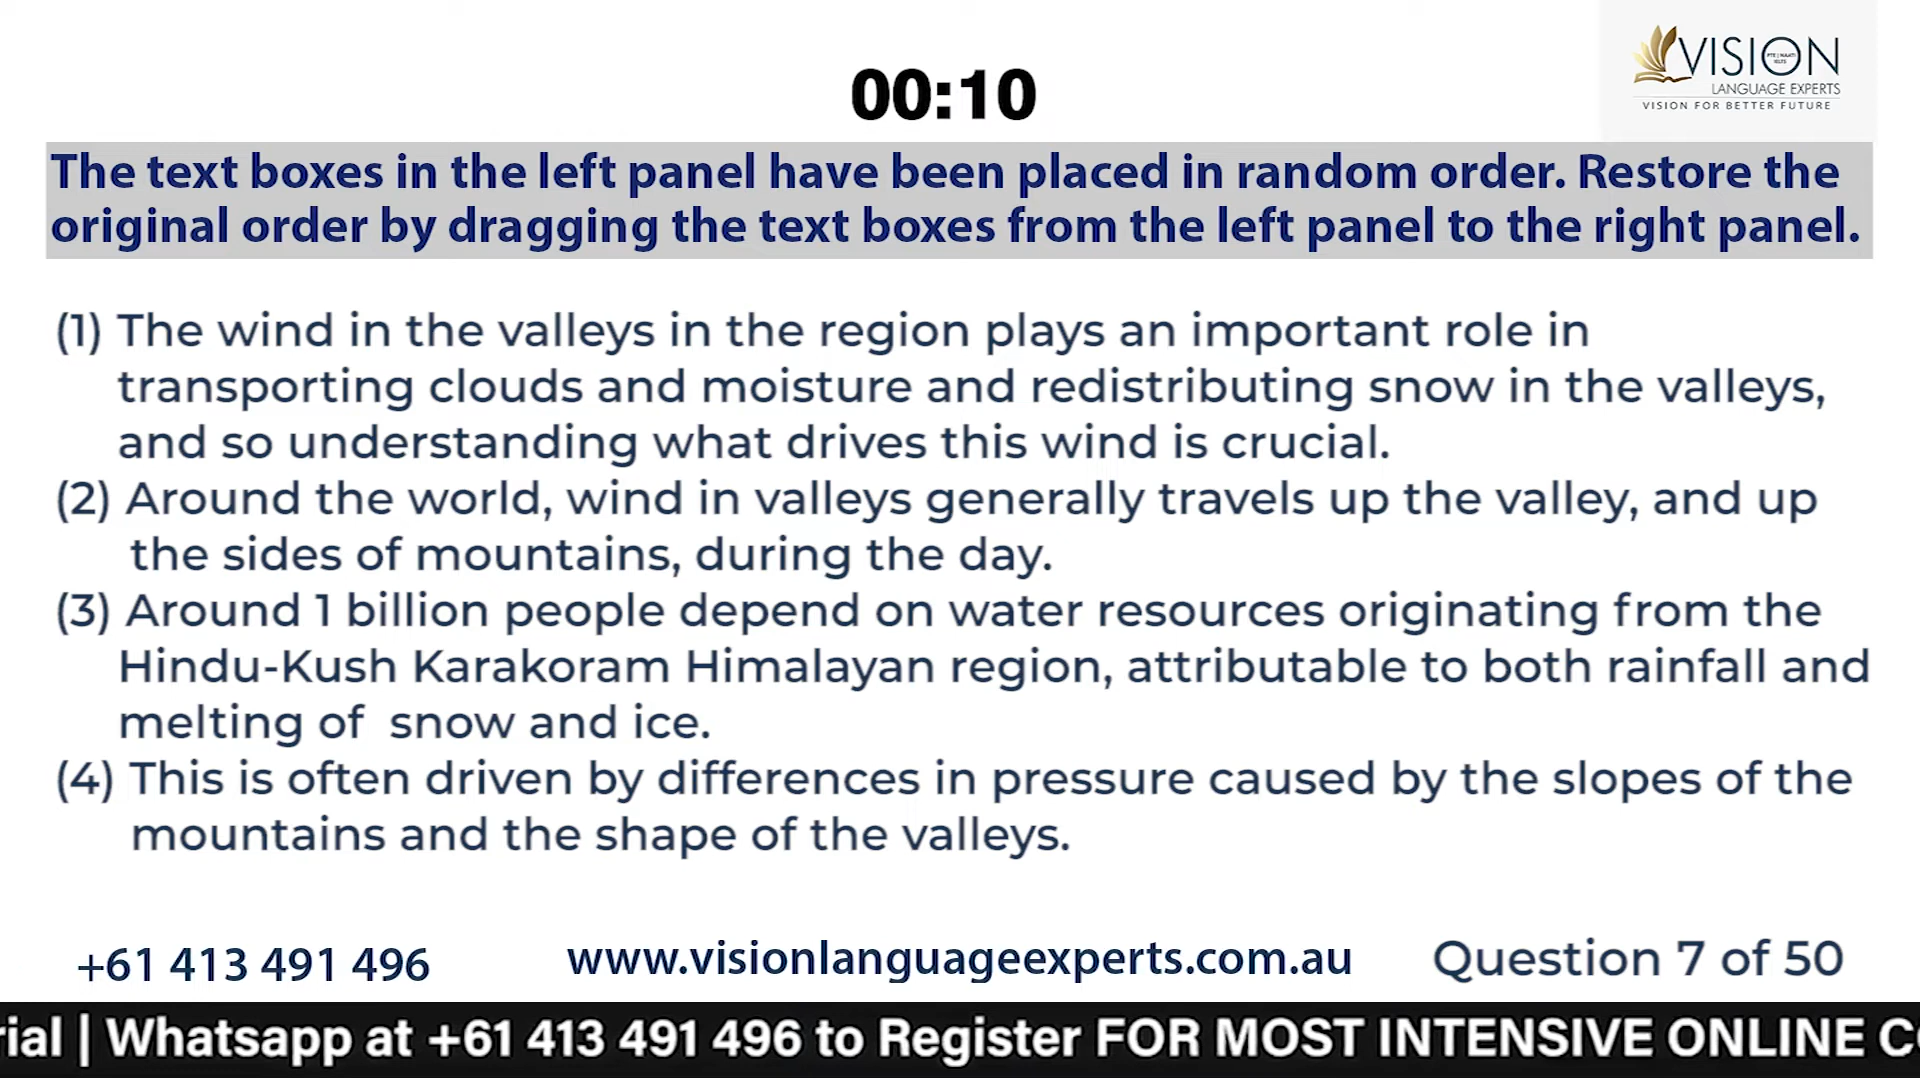 VISION
LANGUAGE EXPERTS
VISION FOR BETTER FUTURE
00:10
The text boxes in the left panel have been placed in random order. Restore the
original order by dragging the text boxes from the left panel to the right panel.
(1) The wind in the valleys in the region plays an important role in
transporting clouds and moisture and redistributing snow in the valleys,
and so understanding what drives this wind is crucial.
(2) Around the world, wind in valleys generally travels up the valley, and up
the sides of mountains, during the day.
(3) Around 1 billion people depend on water resources originating from the
Hindu-Kush Karakoram Himalayan region, attributable to both rainfall and
melting of snow and ice.
(4) This is often driven by differences in pressure caused by the slopes of the
mountains and the shape of the valleys.
+61 413 491 496 www.visionlanguageexperts.com.au Question 7 of 50
rial | Whatsapp at +61 413 491 496 to Register FOR MOST INTENSIVE ONLINE